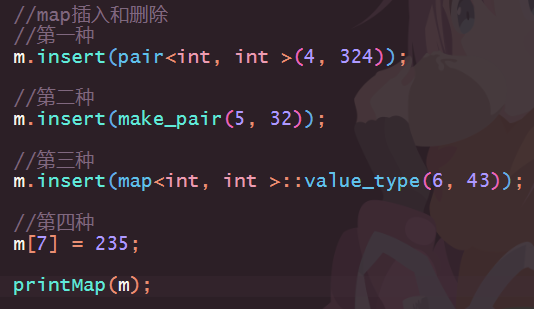 //map插入和删除
//第一种
m.insert(pair<int, int >(4, 324));
//第二种
m.insert(make_pair(5, 32));
//第三种
m.insert(map<int, int >::value_type(6, 43));
//第四种
m[7] = 235;
printMap(m);